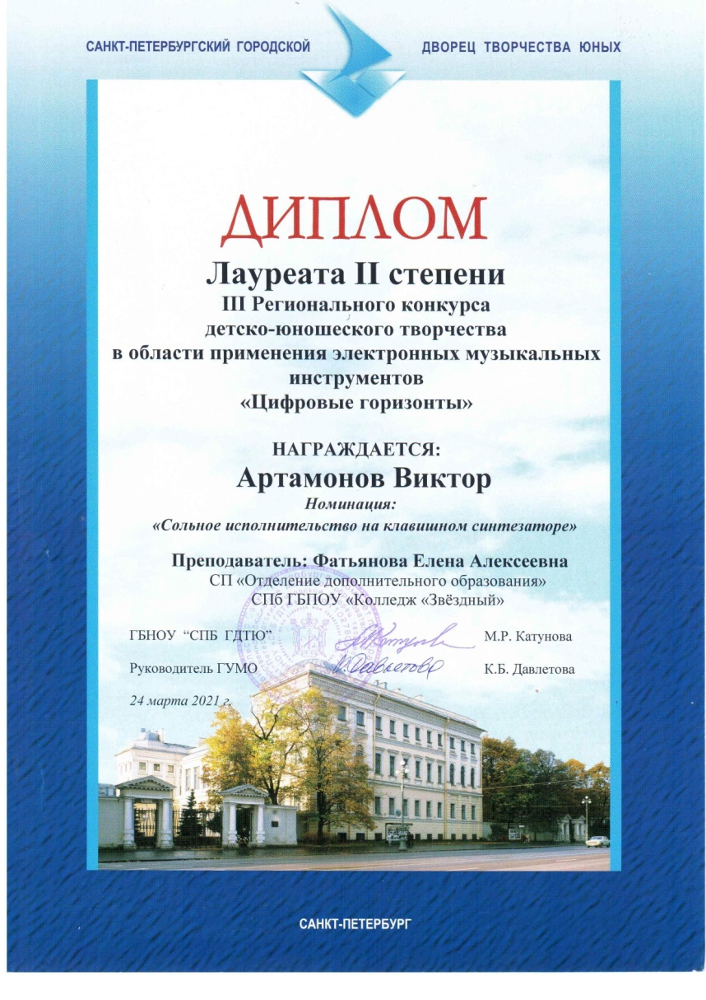 САНКТ-ПЕТЕРБУРГСКИЙ ГОРОДСКОЙ ДВОРЕЦ ТВОРЧЕСТВА ЮНЫХ
ДИПЛОМ
Лауреата II степени
III Регионального конкурса
детско-юношеского творчества
в области применения электронных музыкальных
инструментов
«Цифровые горизонты»
НАГРАЖДАЕТСЯ:
Артамонов Виктор
Номинация:
«Сольное исполнительство на клавишном синтезаторе»
Преподаватель: Фатьянова Елена Алексеевна
СП «Отделение дополнительного образования»
СПб ГБПОУ «Колледж «Звёздный»
ГБНОУ “СПБ ГДТЮ” М.Р. Катунова
Руководитель ГУМО К.Б. Давлетова
24 марта 2021 г.
САНКТ-ПЕТЕРБУРГ